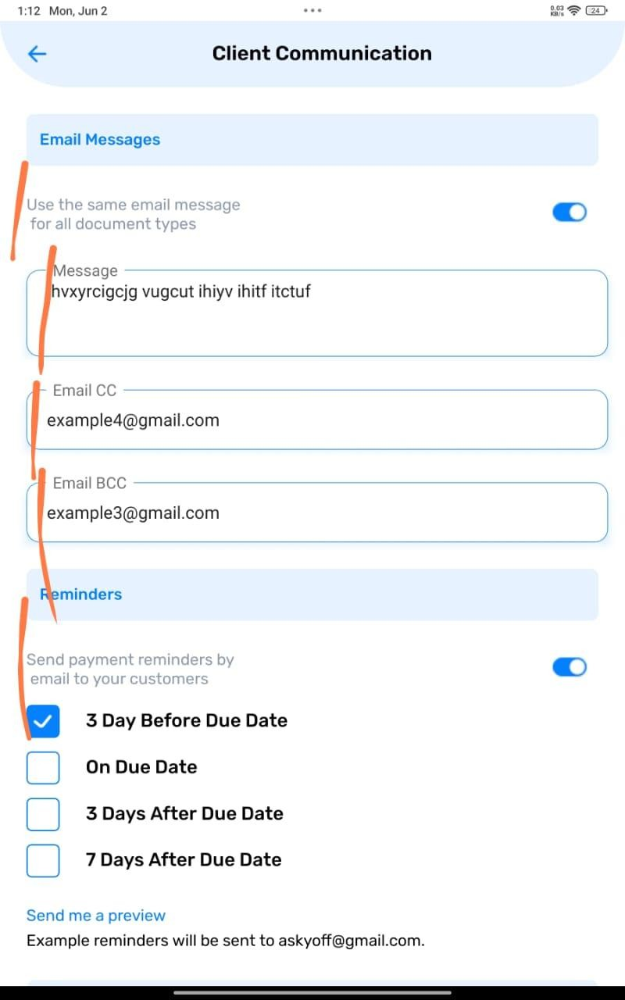 1:12 Mon, Jun 2
0.03
KB/s
24
Client Communication
Email Messages
Use the same email message
for all document types
Message
hvxyrcigcjg vugcut ihiyv ihitf itctuf
Email CC
example4@gmail.com
Email BCC
example3@gmail.com
Reminders
Send payment reminders by
email to your customers
3 Day Before Due Date
On Due Date
3 Days After Due Date
7 Days After Due Date
Send me a preview
Example reminders will be sent to askyoff@gmail.com.